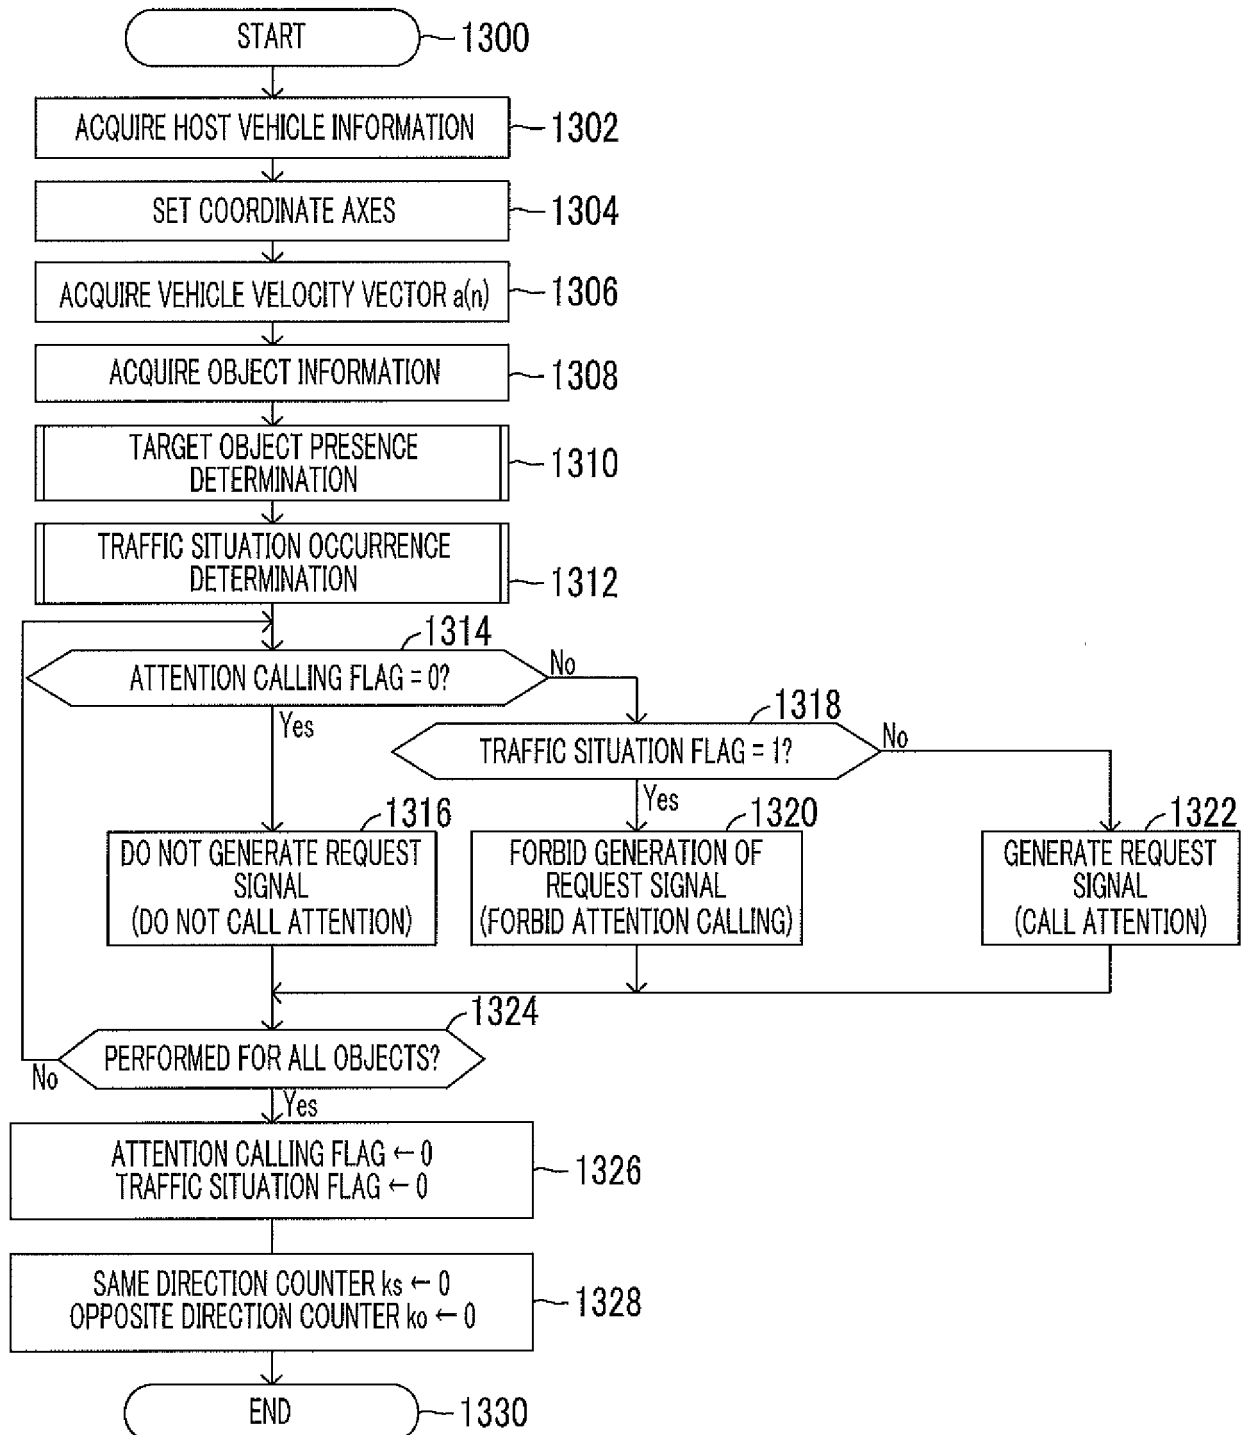 START
1300
ACQUIRE HOST VEHICLE INFORMATION
1302
SET COORDINATE AXES
1304
ACQUIRE VEHICLE VELOCITY VECTOR a(n)
1306
ACQUIRE OBJECT INFORMATION
1308
TARGET OBJECT PRESENCE
DETERMINATION
1310
TRAFFIC SITUATION OCCURRENCE
DETERMINATION
1312
1314
ATTENTION CALLING FLAG = 0?
No
Yes
1318
TRAFFIC SITUATION FLAG = 1?
No
Yes
1316
DO NOT GENERATE REQUEST
SIGNAL
(DO NOT CALL ATTENTION)
1320
FORBID GENERATION OF
REQUEST SIGNAL
(FORBID ATTENTION CALLING)
1322
GENERATE REQUEST
SIGNAL
(CALL ATTENTION)
1324
PERFORMED FOR ALL OBJECTS?
No
Yes
ATTENTION CALLING FLAG ← 0
TRAFFIC SITUATION FLAG ← 0
1326
SAME DIRECTION COUNTER ks ← 0
OPPOSITE DIRECTION COUNTER ko ← 0
1328
END
1330